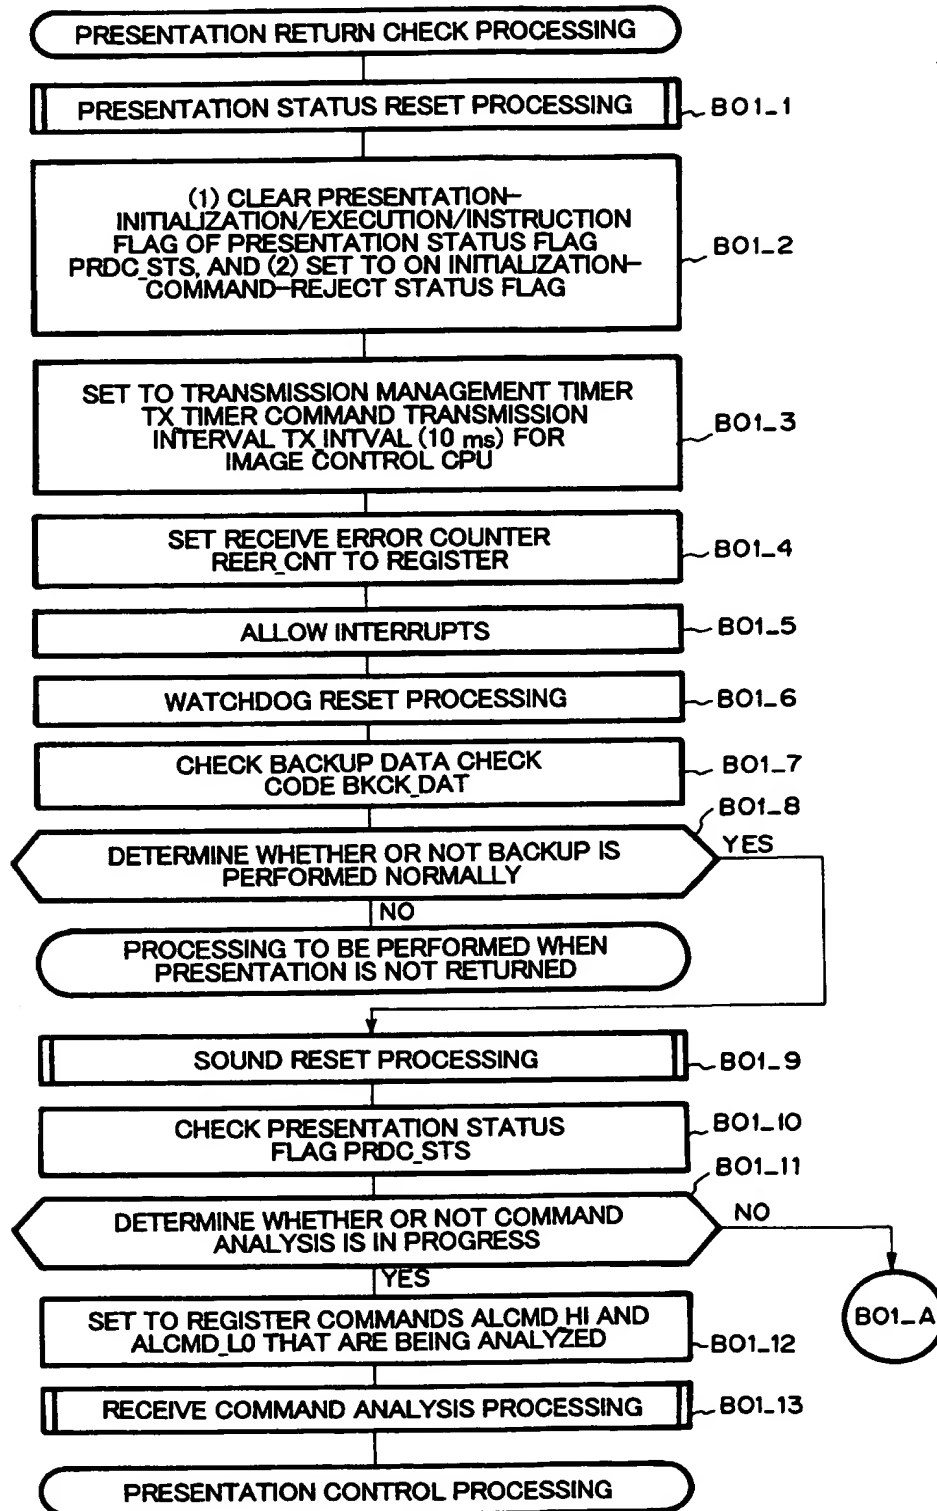 PRESENTATION RETURN CHECK PROCESSING
PRESENTATION STATUS RESET PROCESSING
B01_1
(1) CLEAR PRESENTATION-
INITIALIZATION/EXECUTION/INSTRUCTION
FLAG OF PRESENTATION STATUS FLAG
PRDC_STS, AND (2) SET TO ON INITIALIZATION-
COMMAND-REJECT STATUS FLAG
B01_2
SET TO TRANSMISSION MANAGEMENT TIMER
TX_TIMER COMMAND TRANSMISSION
INTERVAL TX_INTVAL (10 ms) FOR
IMAGE CONTROL CPU
B01_3
SET RECEIVE ERROR COUNTER
REER_CNT TO REGISTER
B01_4
ALLOW INTERRUPTS
B01_5
WATCHDOG RESET PROCESSING
B01_6
CHECK BACKUP DATA CHECK
CODE BKCK_DAT
B01_7
B01_8
DETERMINE WHETHER OR NOT BACKUP IS
PERFORMED NORMALLY
YES
NO
PROCESSING TO BE PERFORMED WHEN
PRESENTATION IS NOT RETURNED
SOUND RESET PROCESSING
B01_9
CHECK PRESENTATION STATUS
FLAG PRDC_STS
B01_10
B01_11
DETERMINE WHETHER OR NOT COMMAND
ANALYSIS IS IN PROGRESS
NO
YES
B01_A
SET TO REGISTER COMMANDS ALCMD_HI AND
ALCMD_L0 THAT ARE BEING ANALYZED
B01_12
RECEIVE COMMAND ANALYSIS PROCESSING
B01_13
PRESENTATION CONTROL PROCESSING